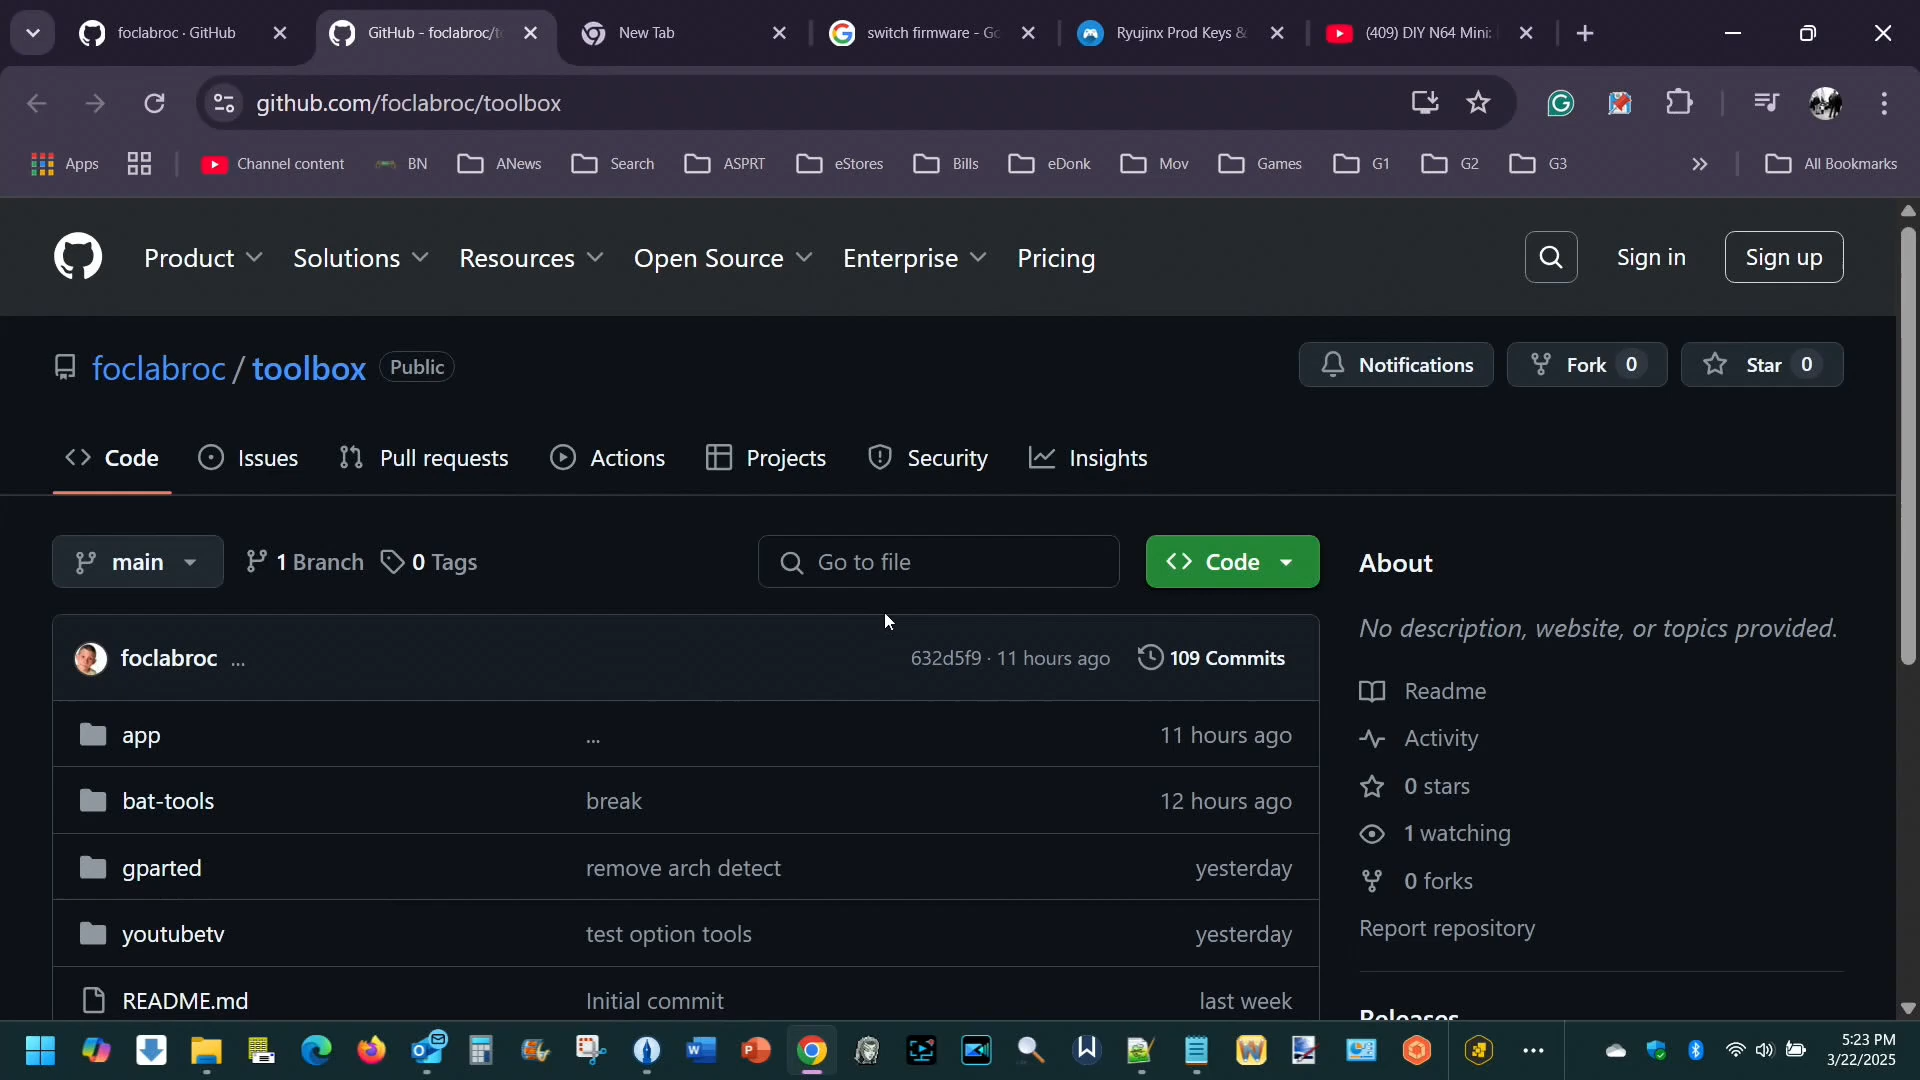 foclabroc · GitHub
GitHub - foclabroc/t
New Tab
switch firmware - Go
Ryujinx Prod Keys &
(409) DIY N64 Mini:
github.com/foclabroc/toolbox
Apps
Channel content
BN
ANews
Search
ASPRT
eStores
Bills
eDonk
Mov
Games
G1
G2
G3
All Bookmarks
Product
Solutions
Resources
Open Source
Enterprise
Pricing
Sign in
Sign up
foclabroc / toolbox Public
Notifications
Fork 0
Star 0
Code
Issues
Pull requests
Actions
Projects
Security
Insights
main
1 Branch
0 Tags
Go to file
Code
About
No description, website, or topics provided.
foclabroc ...
632d5f9 · 11 hours ago
109 Commits
Readme
app ... 11 hours ago
Activity
0 stars
bat-tools break 12 hours ago
1 watching
gparted remove arch detect yesterday
0 forks
youtubetv test option tools yesterday
Report repository
README.md Initial commit last week
Releases
5:23 PM
3/22/2025